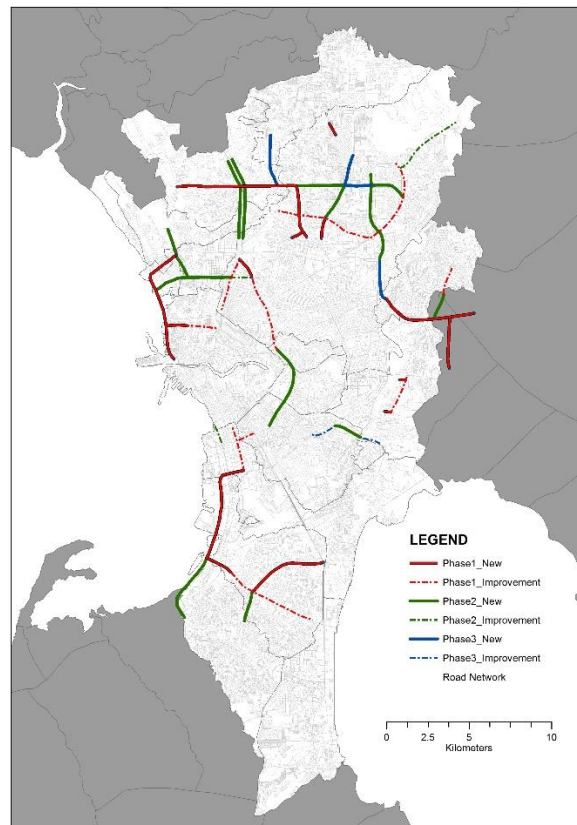 LEGEND
Phase1_New
Phase1_Improvement
Phase2_New
Phase2_Improvement
Phase3_New
Phase3_Improvement
Road Network
0 2.5 5 10
Kilometers